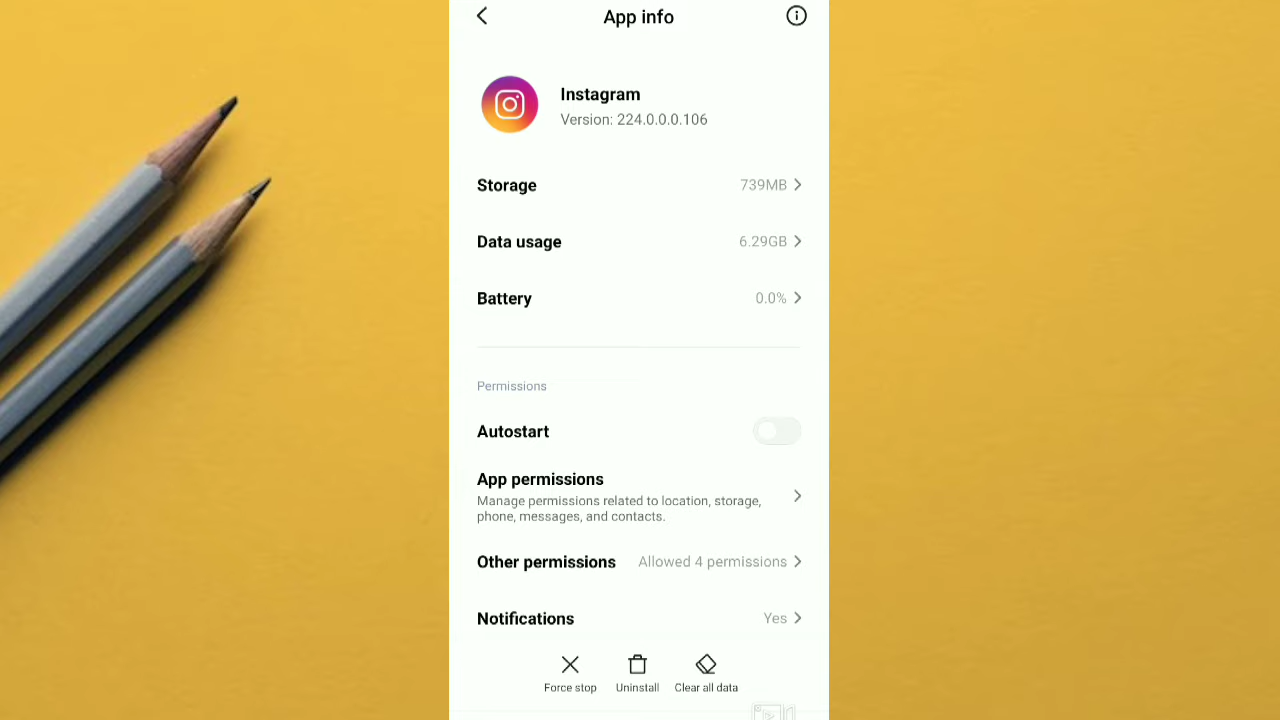 App info
Instagram
Version: 224.0.0.0.106
Storage 739MB
Data usage 6.29GB
Battery 0.0%
Permissions
Autostart
App permissions
Manage permissions related to location, storage,
phone, messages, and contacts.
Other permissions Allowed 4 permissions
Notifications Yes
Force stop Uninstall Clear all data